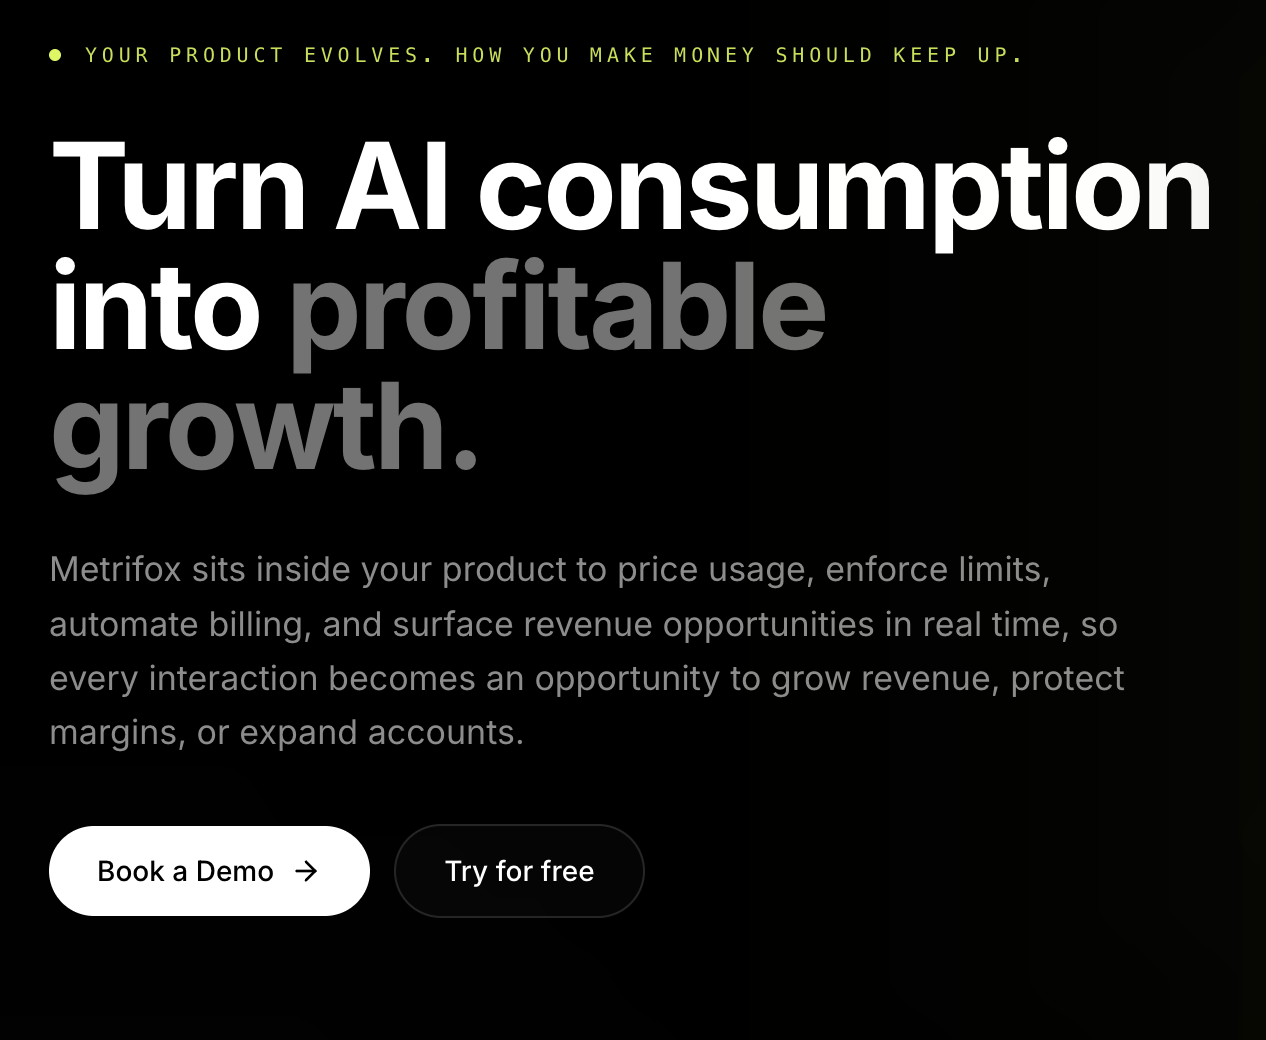 YOUR PRODUCT EVOLVES. HOW YOU MAKE MONEY SHOULD KEEP UP.
Turn AI consumption
into profitable
growth.
Metrifox sits inside your product to price usage, enforce limits,
automate billing, and surface revenue opportunities in real time, so
every interaction becomes an opportunity to grow revenue, protect
margins, or expand accounts.
Book a Demo →
Try for free